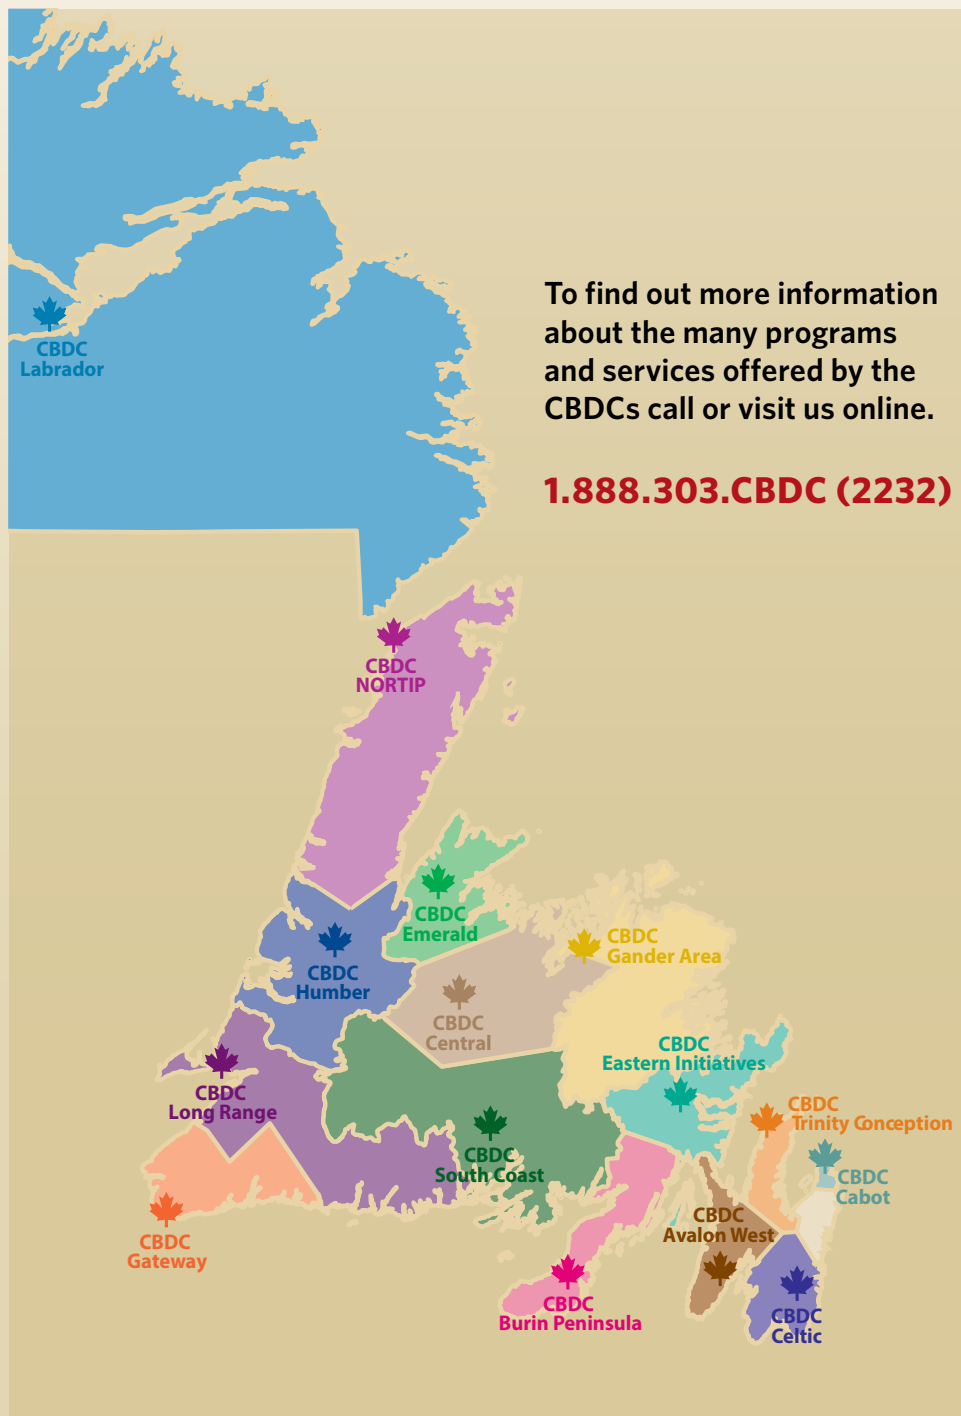 To find out more information
about the many programs
and services offered by the
CBDCs call or visit us online.
1.888.303.CBDC (2232)
CBDC
Labrador
CBDC
NORTIP
CBDC
Emerald
CBDC
Gander Area
CBDC
Humber
CBDC
Central
CBDC
Eastern Initiatives
CBDC
Long Range
CBDC
Trinity Conception
CBDC
South Coast
CBDC
Cabot
CBDC
Avalon West
CBDC
Gateway
CBDC
Burin Peninsula
CBDC
Celtic